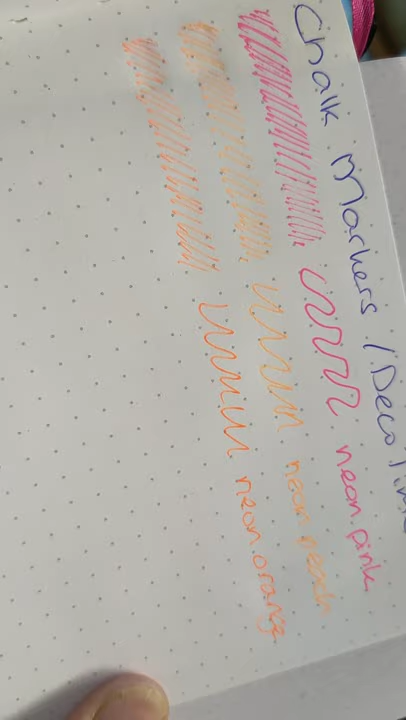 Chalk Markers / Deco
neon pink
neon peach
neon orange